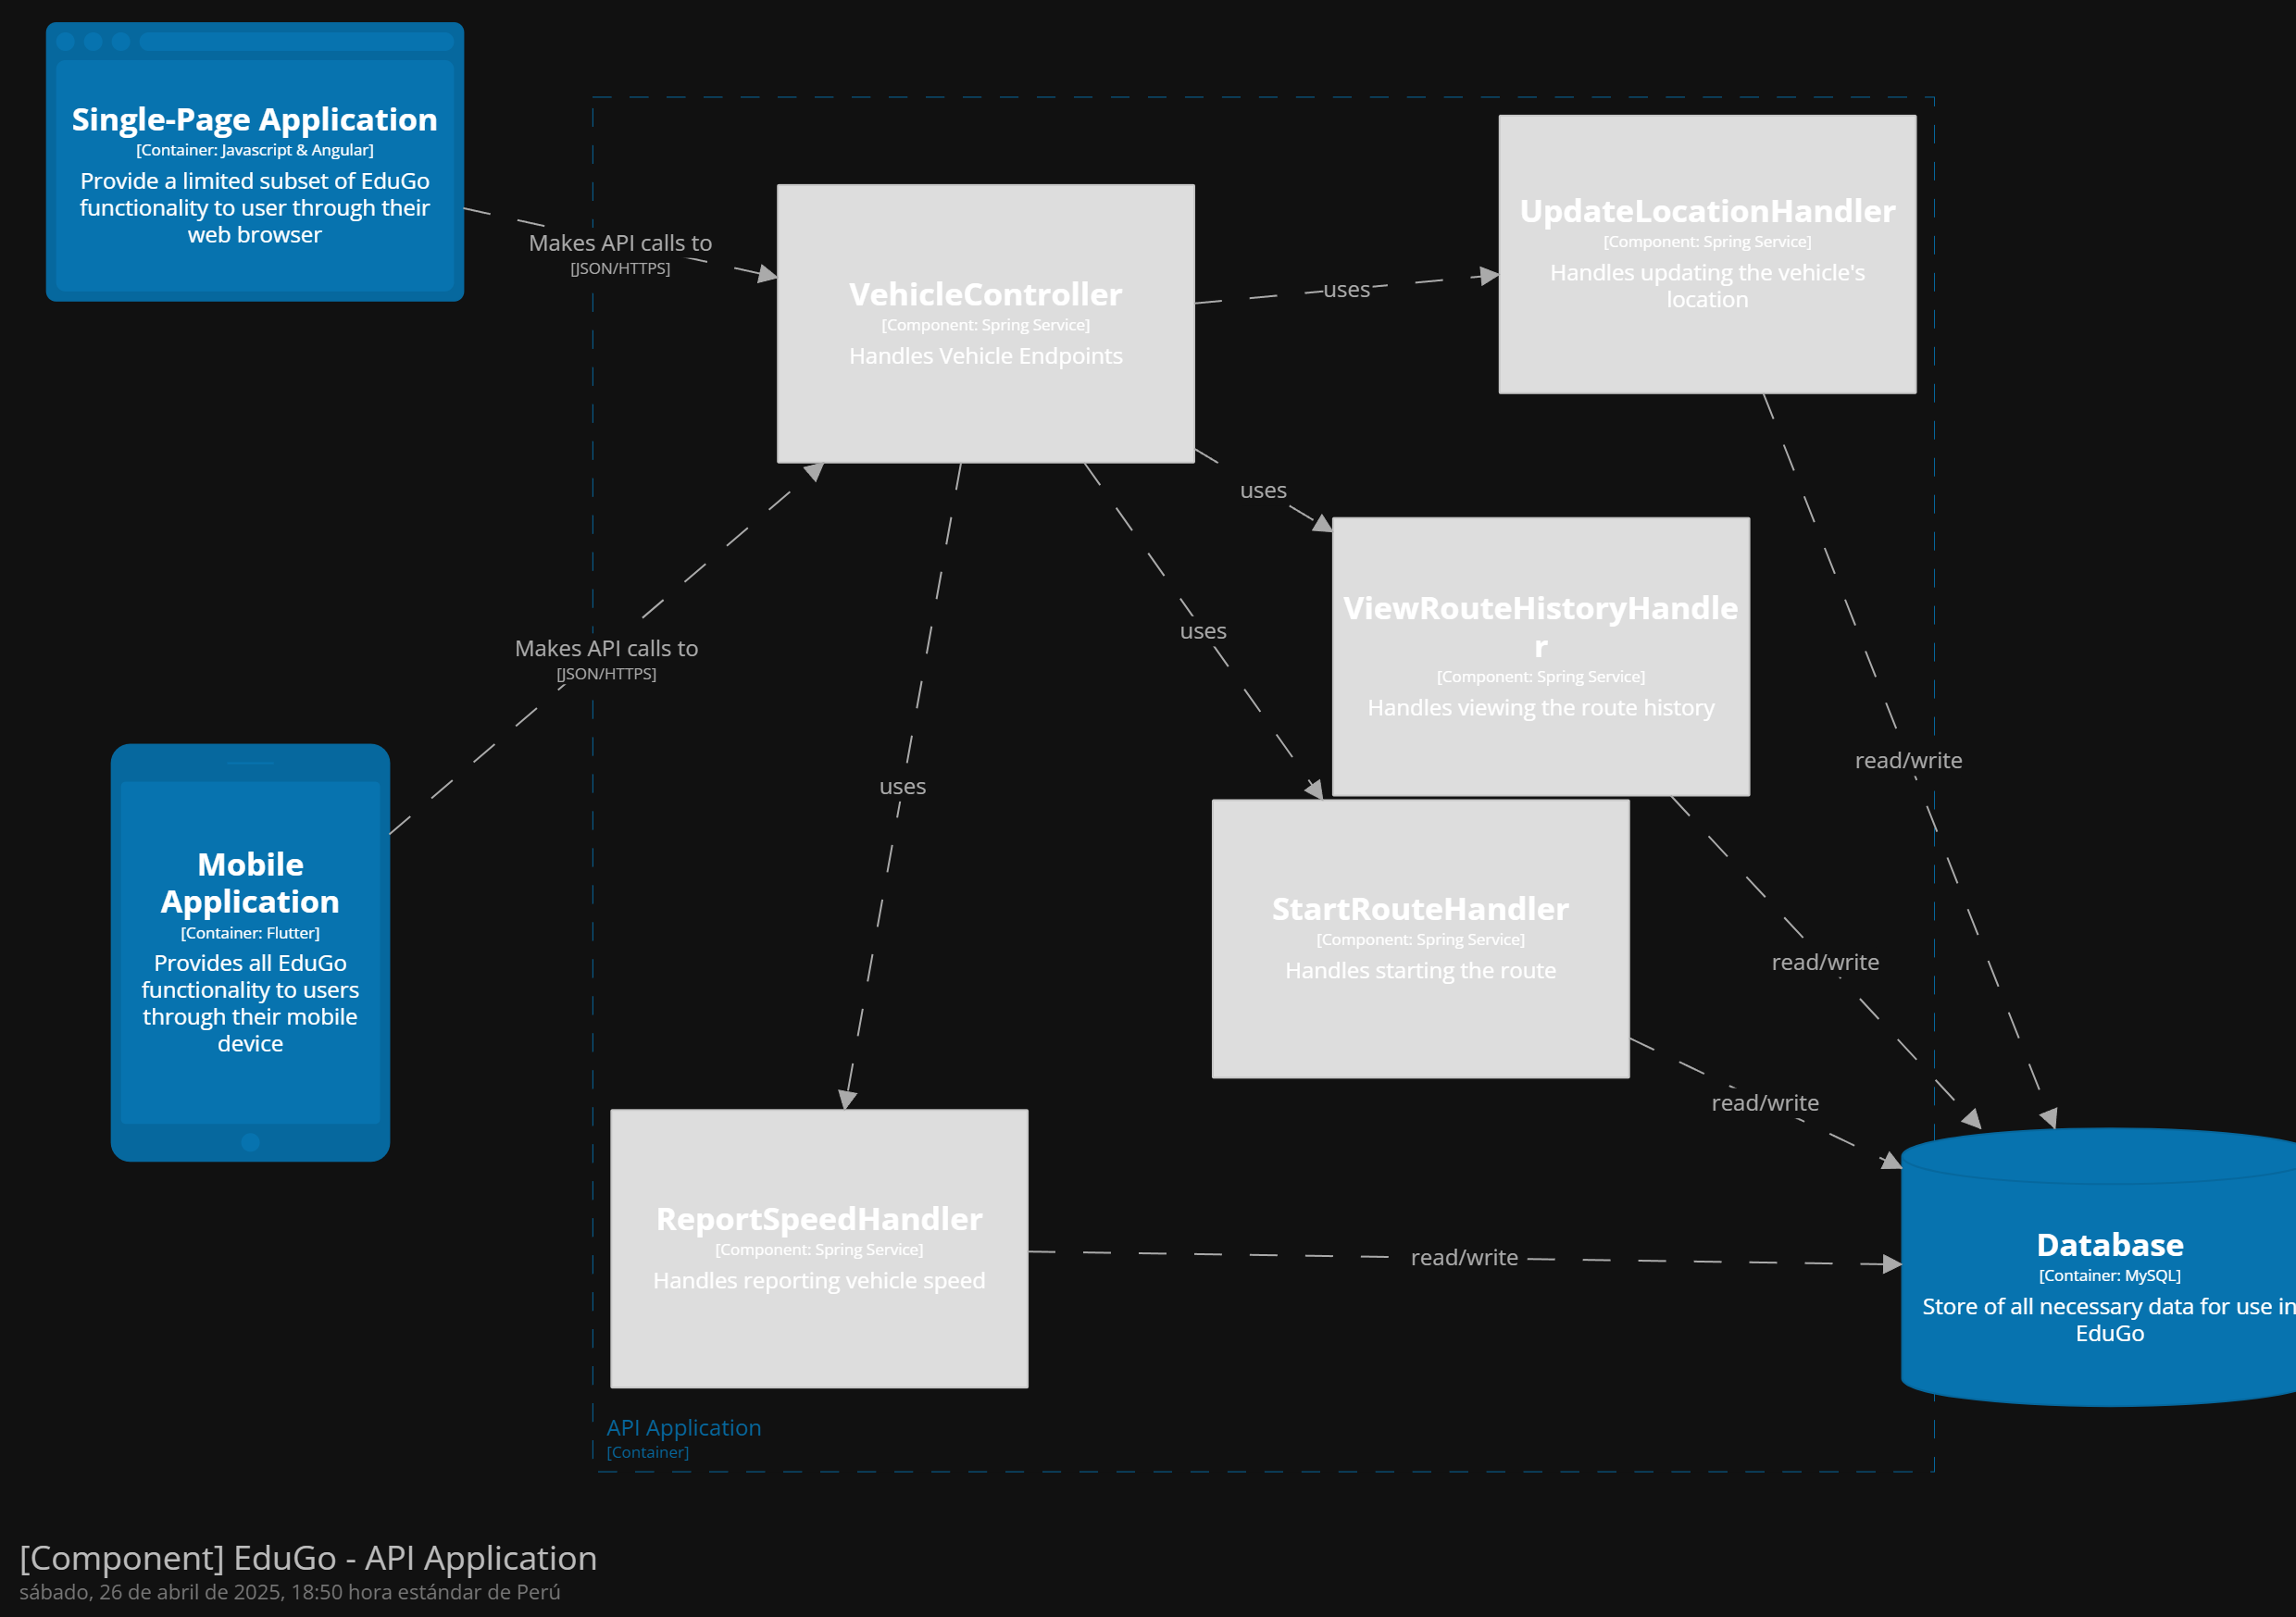 Single-Page Application
[Container: Javascript & Angular]
Provide a limited subset of EduGo
functionality to user through their
web browser
Makes API calls to
[JSON/HTTPS]
VehicleController
[Component: Spring Service]
Handles Vehicle Endpoints
uses
UpdateLocationHandler
[Component: Spring Service]
Handles updating the vehicle's
location
uses
ViewRouteHistoryHandle
r
[Component: Spring Service]
Handles viewing the route history
uses
Makes API calls to
[JSON/HTTPS]
uses
read/write
Mobile
Application
[Container: Flutter]
Provides all EduGo
functionality to users
through their mobile
device
StartRouteHandler
[Component: Spring Service]
Handles starting the route
read/write
read/write
ReportSpeedHandler
[Component: Spring Service]
Handles reporting vehicle speed
read/write
Database
[Container: MySQL]
Store of all necessary data for use in
EduGo
API Application
[Container]
[Component] EduGo - API Application
sábado, 26 de abril de 2025, 18:50 hora estándar de Perú